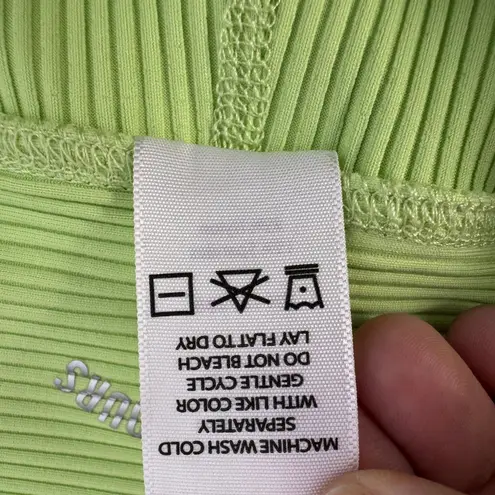 MACHINE WASH COLD
SEPARATELY
WITH LIKE COLOR
GENTLE CYCLE
DO NOT BLEACH
LAY FLAT TO DRY